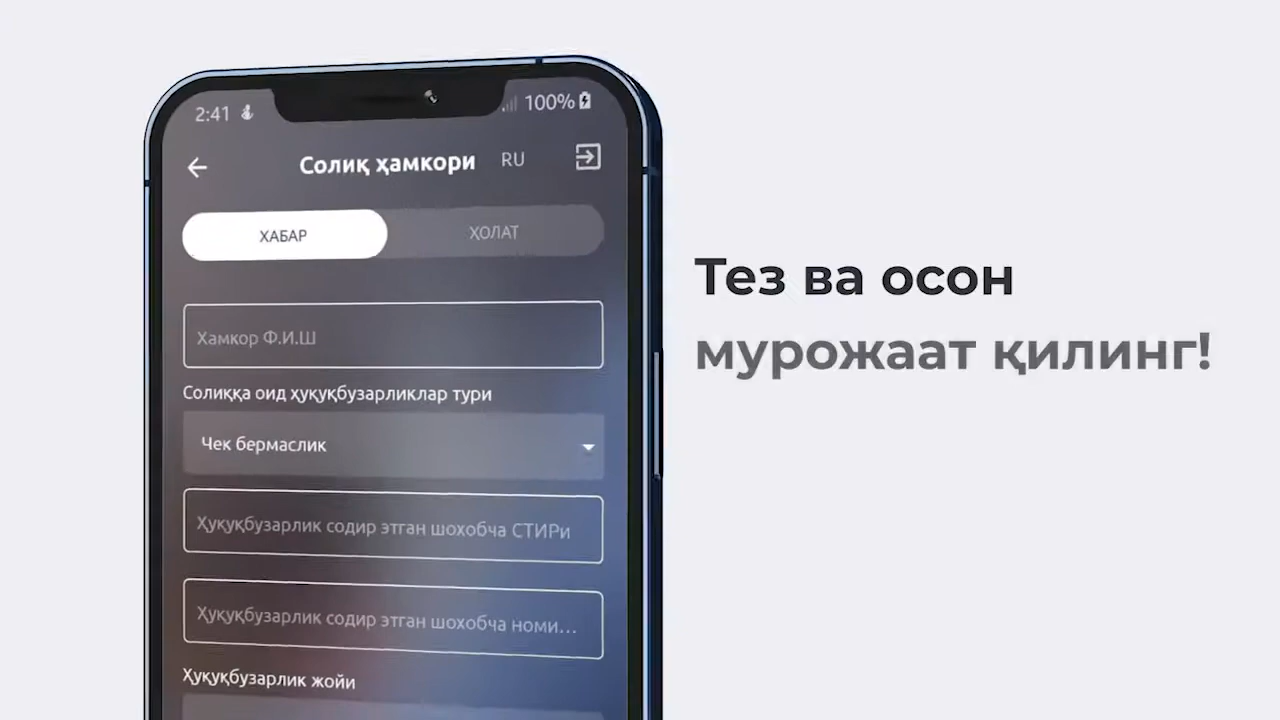 2:41
100%
Солиқ ҳамкори RU
ХАБАР ҲОЛАТ
Хамкор Ф.И.Ш
Солиққа оид ҳуқуқбузарликлар тури
Чек бермаслик
Ҳуқуқбузарлик содир этган шохобча СТИРи
Ҳуқуқбузарлик содир этган шохобча номи...
Ҳуқуқбузарлик жойи
Тез ва осон
мурожаат қилинг!